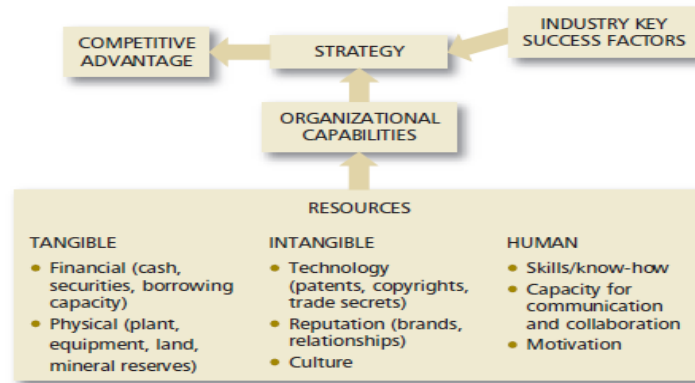 COMPETITIVE
ADVANTAGE
STRATEGY
INDUSTRY KEY
SUCCESS FACTORS
ORGANIZATIONAL
CAPABILITIES
RESOURCES
TANGIBLE
• Financial (cash,
securities, borrowing
capacity)
• Physical (plant,
equipment, land,
mineral reserves)
INTANGIBLE
• Technology
(patents, copyrights,
trade secrets)
• Reputation (brands,
relationships)
• Culture
HUMAN
• Skills/know-how
• Capacity for
communication
and collaboration
• Motivation